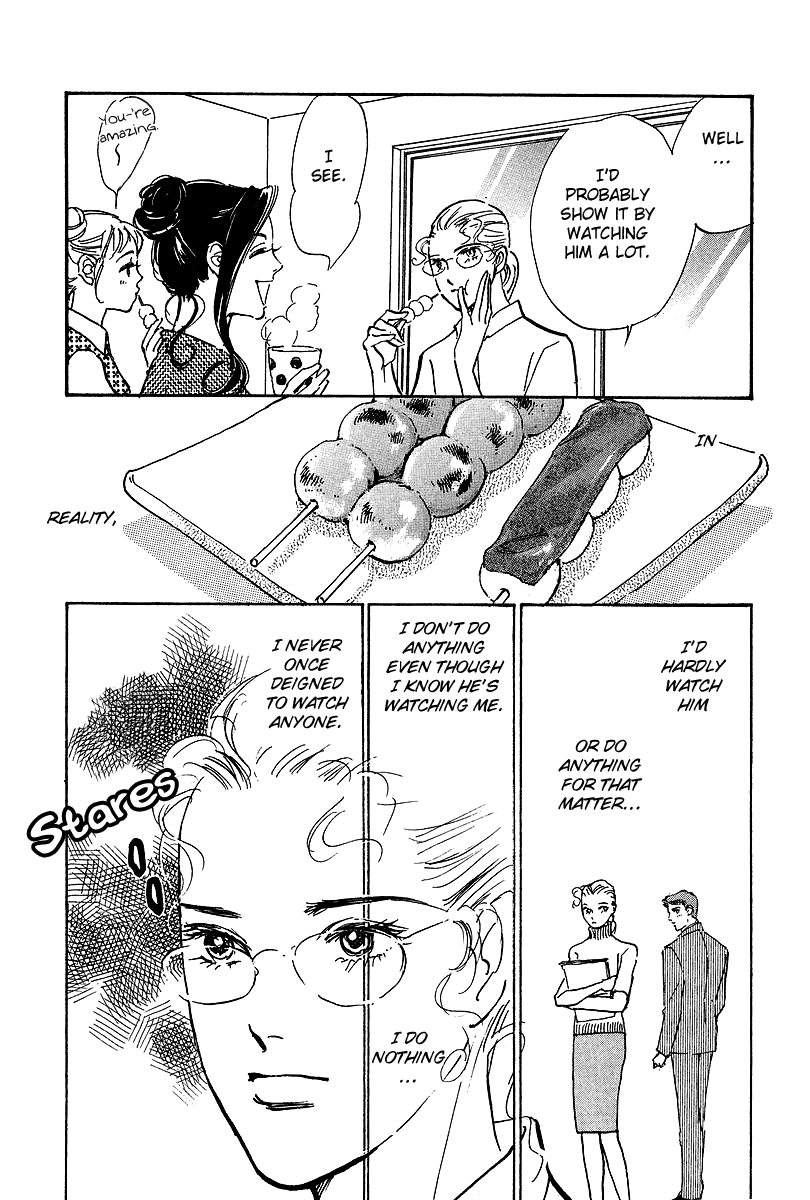 WELL
...
I'D
PROBABLY
SHOW IT BY
WATCHING
HIM A LOT.
I
SEE.
You're
amazing.
IN
REALITY,
I'D
HARDLY
WATCH
HIM
OR DO
ANYTHING
FOR THAT
MATTER...
I DON'T DO
ANYTHING
EVEN THOUGH
I KNOW HE'S
WATCHING ME.
I DO
NOTHING
...
I NEVER
ONCE
DEIGNED
TO WATCH
ANYONE.
Stares